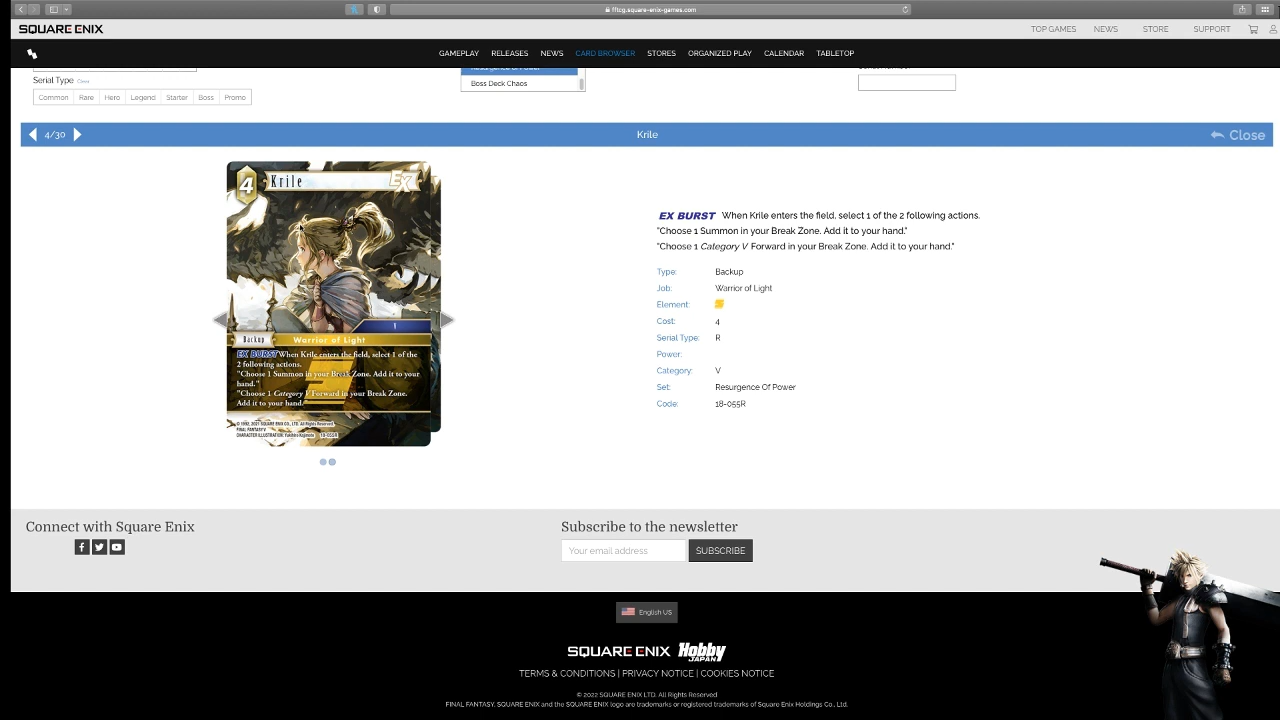 fftcg.square-enix-games.com
SQUARE ENIX
TOP GAMES NEWS STORE SUPPORT
GAMEPLAY RELEASES NEWS CARD BROWSER STORES ORGANIZED PLAY CALENDAR TABLETOP
Serial Type Clear
Boss Deck Chaos
Common Rare Hero Legend Starter Boss Promo
4/30
Krile
Close
4
Krile
EX
Backup
Warrior of Light
EX BURST When Krile enters the field, select 1 of the
2 following actions.
"Choose 1 Summon in your Break Zone. Add it to your
hand."
"Choose 1 Category V Forward in your Break Zone.
Add it to your hand."
18-055R
EX BURST When Krile enters the field, select 1 of the 2 following actions.
"Choose 1 Summon in your Break Zone. Add it to your hand."
"Choose 1 Category V Forward in your Break Zone. Add it to your hand."
Type: Backup
Job: Warrior of Light
Element:
Cost: 4
Serial Type: R
Power:
Category: V
Set: Resurgence Of Power
Code: 18-055R
Connect with Square Enix
Subscribe to the newsletter
Your email address
SUBSCRIBE
English US
SQUARE ENIX Hobby JAPAN
TERMS & CONDITIONS | PRIVACY NOTICE | COOKIES NOTICE
© 2022 SQUARE ENIX LTD. All Rights Reserved
FINAL FANTASY, SQUARE ENIX and the SQUARE ENIX logo are trademarks or registered trademarks of Square Enix Holdings Co., Ltd.